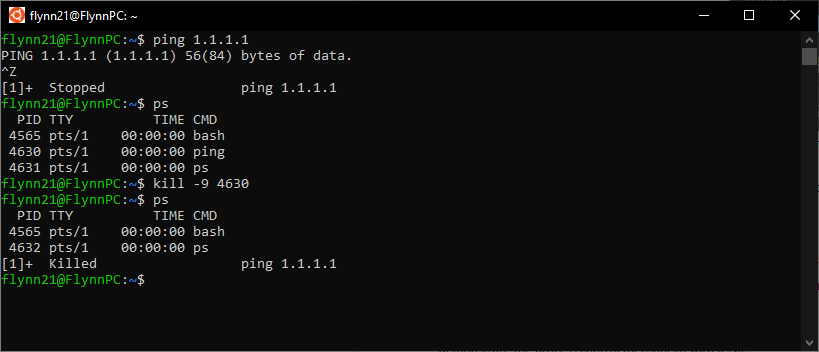 flynn21@FlynnPC: ~
flynn21@FlynnPC:~$ ping 1.1.1.1
PING 1.1.1.1 (1.1.1.1) 56(84) bytes of data.
^Z
[1]+  Stopped                 ping 1.1.1.1
flynn21@FlynnPC:~$ ps
  PID TTY          TIME CMD
 4565 pts/1    00:00:00 bash
 4630 pts/1    00:00:00 ping
 4631 pts/1    00:00:00 ps
flynn21@FlynnPC:~$ kill -9 4630
flynn21@FlynnPC:~$ ps
  PID TTY          TIME CMD
 4565 pts/1    00:00:00 bash
 4632 pts/1    00:00:00 ps
[1]+  Killed                  ping 1.1.1.1
flynn21@FlynnPC:~$